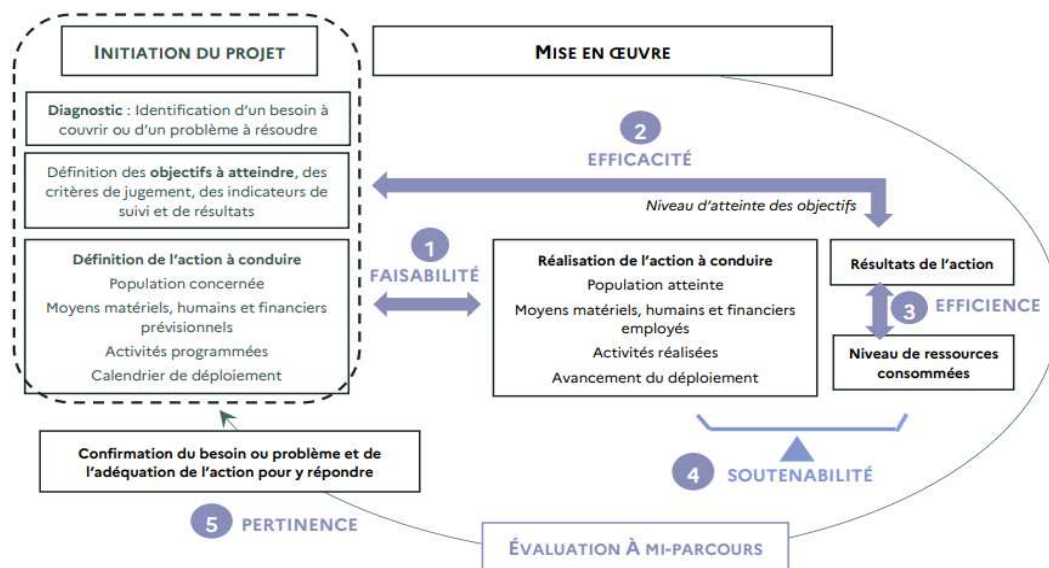 INITIATION DU PROJET
MISE EN ŒUVRE
Diagnostic : Identification d'un besoin à
couvrir ou d'un problème à résoudre
Définition des objectifs à atteindre, des
critères de jugement, des indicateurs de
suivi et de résultats
2
EFFICACITÉ
Niveau d'atteinte des objectifs
Définition de l'action à conduire
Population concernée
Moyens matériels, humains et financiers
prévisionnels
Activités programmées
Calendrier de déploiement
1
FAISABILITÉ
Réalisation de l'action à conduire
Population atteinte
Moyens matériels, humains et financiers
employés
Activités réalisées
Avancement du déploiement
Résultats de l'action
3 EFFICIENCE
Niveau de ressources
consommées
4 SOUTENABILITÉ
Confirmation du besoin ou problème et de
l'adéquation de l'action pour y répondre
5 PERTINENCE
ÉVALUATION À MI-PARCOURS